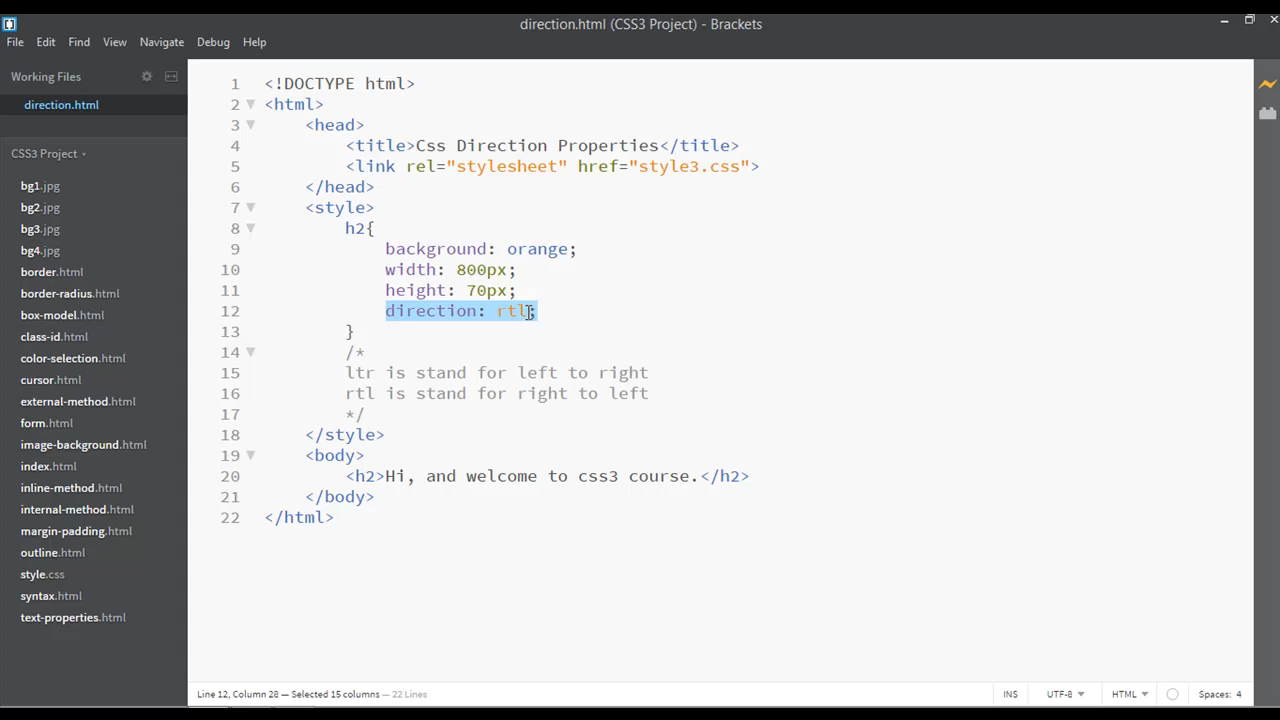 direction.html (CSS3 Project) - Brackets
File Edit Find View Navigate Debug Help
Working Files
direction.html
CSS3 Project
bg1.jpg
bg2.jpg
bg3.jpg
bg4.jpg
border.html
border-radius.html
box-model.html
class-id.html
color-selection.html
cursor.html
external-method.html
form.html
image-background.html
index.html
inline-method.html
internal-method.html
margin-padding.html
outline.html
style.css
syntax.html
text-properties.html
1 <!DOCTYPE html>
2 <html>
3 <head>
4 <title>Css Direction Properties</title>
5 <link rel="stylesheet" href="style3.css">
6 </head>
7 <style>
8 h2{
9 background: orange;
10 width: 800px;
11 height: 70px;
12 direction: rtl;
13 }
14 /*
15 ltr is stand for left to right
16 rtl is stand for right to left
17 */
18 </style>
19 <body>
20 <h2>Hi, and welcome to css3 course.</h2>
21 </body>
22 </html>
Line 12, Column 28 — Selected 15 columns — 22 Lines
INS UTF-8 HTML Spaces: 4